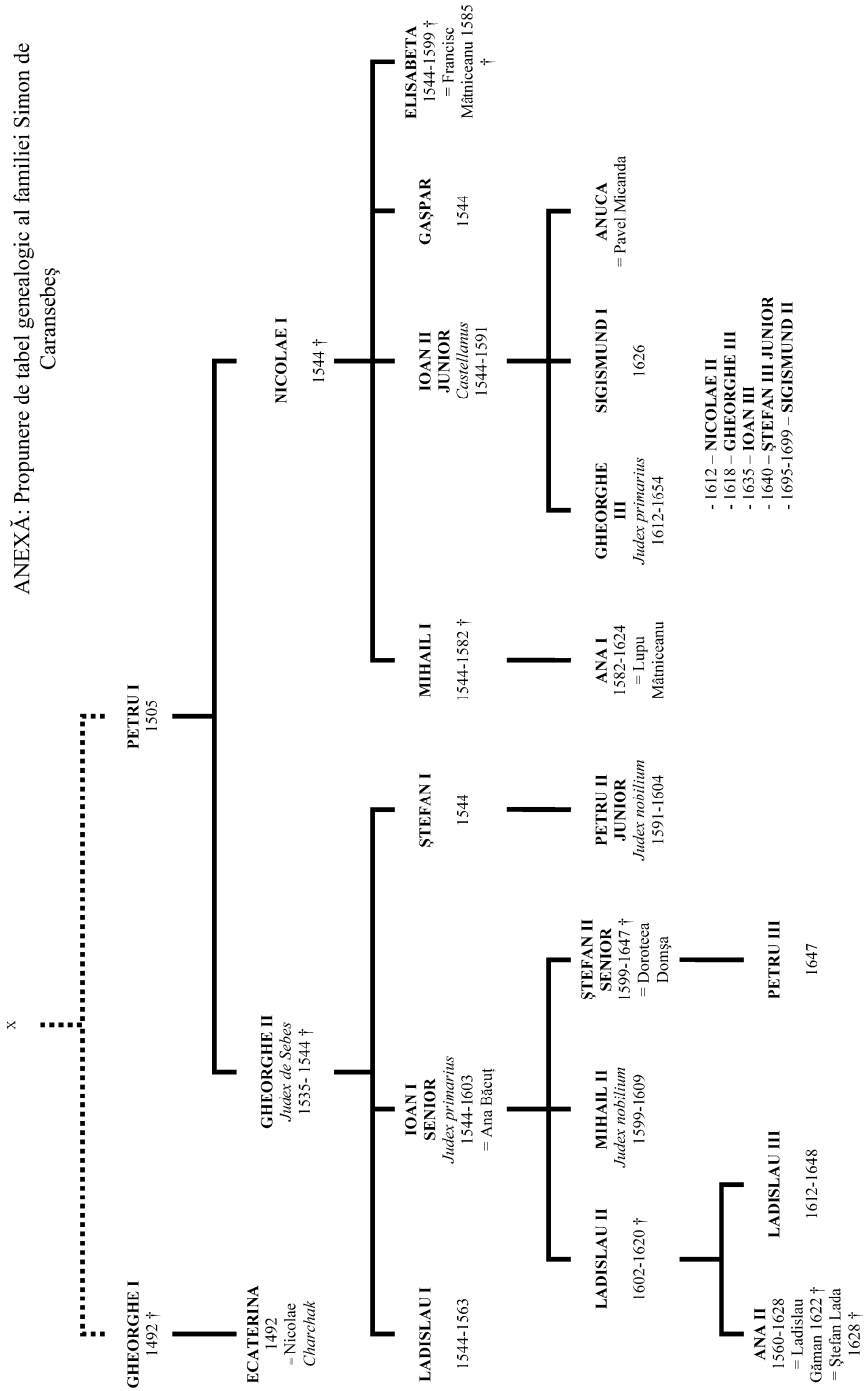 ANEXĂ: Propunere de tabel genealogic al familiei Simon de
Caransebeş
x
GHEORGHE I
1492 †
PETRU I
1505
ECATERINA
1492
= Nicolae
Charchak
GHEORGHE II
Judex de Sebes
1535- 1544 †
NICOLAE I
1544 †
LADISLAU I
1544-1563
IOAN I
SENIOR
Judex primarius
1544-1603
= Ana Băcuţ
ŞTEFAN I
1544
MIHAIL I
1544-1582 †
IOAN II
JUNIOR
Castellanus
1544-1591
GAŞPAR
1544
ELISABETA
1544-1599 †
= Francisc
Mâtniceanu 1585
†
LADISLAU II
1602-1620 †
MIHAIL II
Judex nobilium
1599-1609
ŞTEFAN II
SENIOR
1599-1647 †
= Doroteea
Domşa
PETRU II
JUNIOR
Judex nobilium
1591-1604
ANA I
1582-1624
= Lupu
Mâtniceanu
GHEORGHE
III
Judex primarius
1612-1654
SIGISMUND I
1626
ANUCA
= Pavel Micanda
ANA II
1560-1628
= Ladislau
Găman 1622 †
= Ştefan Lada
1628 †
LADISLAU III
1612-1648
PETRU III
1647
- 1612 – NICOLAE II
- 1618 – GHEORGHE III
- 1635 – IOAN III
- 1640 – ŞTEFAN III JUNIOR
- 1695-1699 – SIGISMUND II